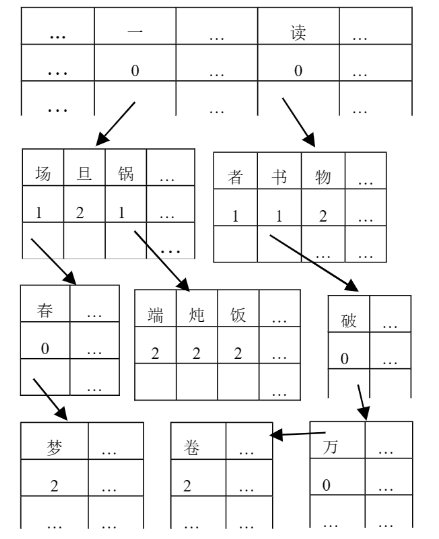 … 一 … 读 …
… 0 … 0 …
… … …
场 旦 锅 …
1 2 1 …
…
者 书 物 …
1 1 2 …
… …
春 …
0 …
…
端 炖 饭 …
2 2 2 …
…
破 …
0 …
梦 …
2 …
… …
卷 …
2 …
… …
万 …
0 …
… …